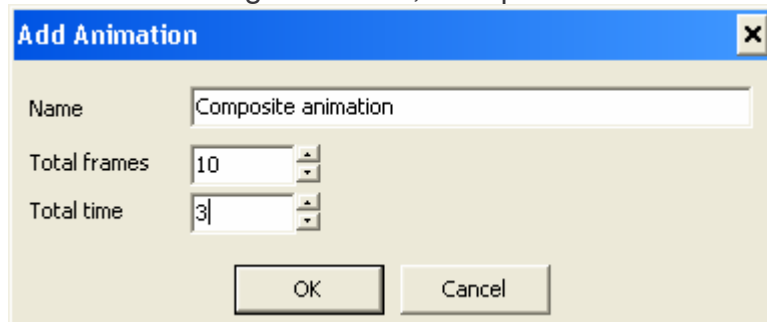 Add Animation
Name Composite animation
Total frames 10
Total time 3
OK Cancel